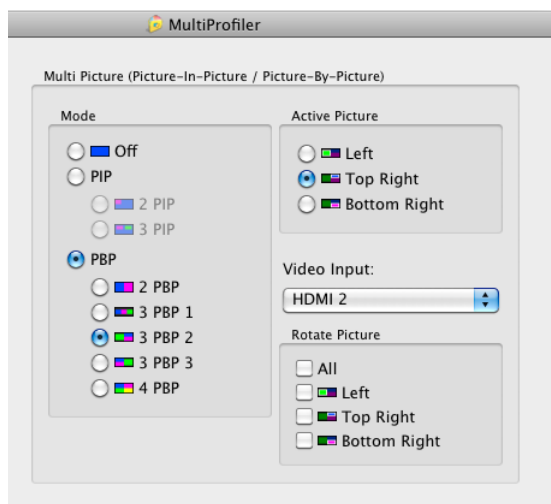 MultiProfiler
Multi Picture (Picture-In-Picture / Picture-By-Picture)
Mode
Off
PIP
2 PIP
3 PIP
PBP
2 PBP
3 PBP 1
3 PBP 2
3 PBP 3
4 PBP
Active Picture
Left
Top Right
Bottom Right
Video Input:
HDMI 2
Rotate Picture
All
Left
Top Right
Bottom Right